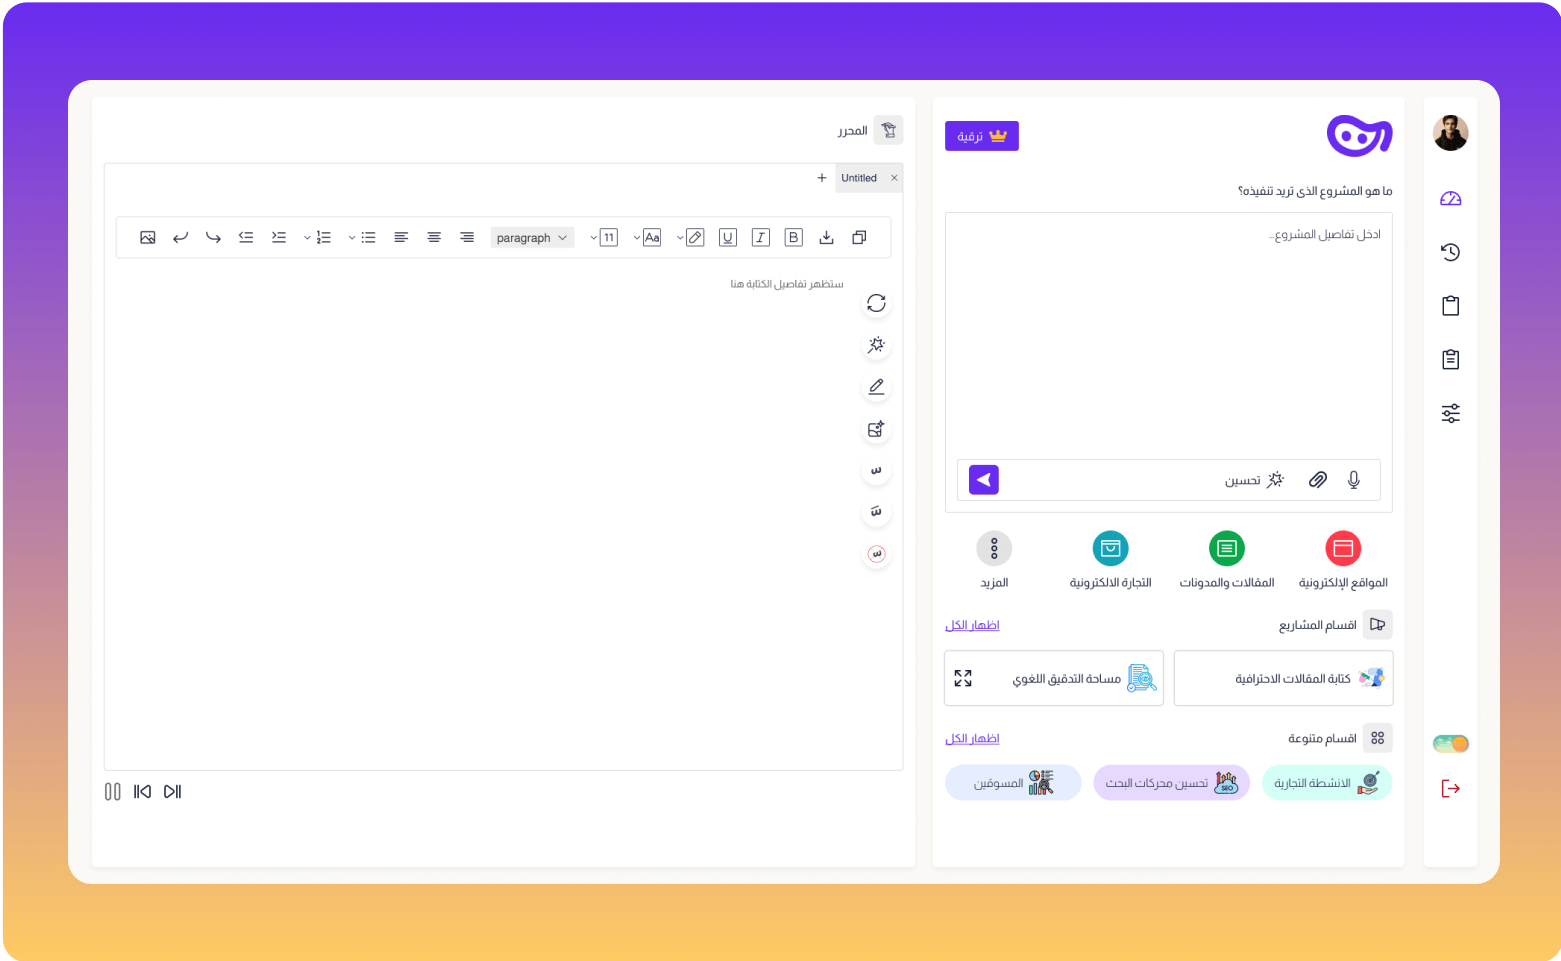 ترقية
ما هو المشروع الذى تريد تنفيذه؟
ادخل تفاصيل المشروع...
تحسين
المواقع الإلكترونية
المقالات والمدونات
التجارة الالكترونية
المزيد
اقسام المشاريع
اظهار الكل
كتابة المقالات الاحترافية
مساحة التدقيق اللغوي
اقسام متنوعة
اظهار الكل
الانشطة التجارية
SEO
تحسين محركات البحث
المسوقين
المحرر
Untitled
B I U Aa 11 paragraph
ستظهر تفاصيل الكتابة هنا